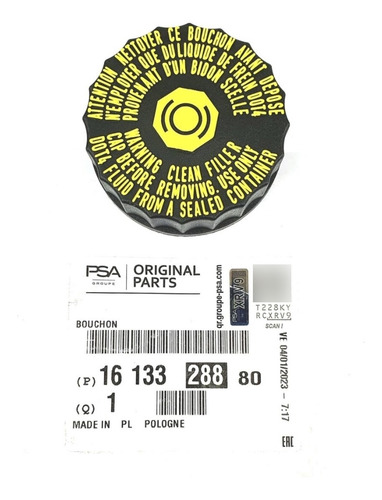 ATTENTION NETTOYER CE BOUCHON AVANT DEPOSE
N'EMPLOYER QUE DU LIQUIDE DE FREIN DOT4
PROVENANT D'UN BIDON SCELLE
WARNING CLEAN FILLER
CAP BEFORE REMOVING. USE ONLY
DOT4 FLUID FROM A SEALED CONTAINER
PSA
GROUPE
ORIGINAL
PARTS
qr.groupe-psa.com
PSA
XRW9
T228KY
RCXRV9
SCAN!
BOUCHON
(P) 16 133 288 80
(Q) 1
MADE IN PL POLOGNE
VE 04/01/2023 - 7:17
EAC